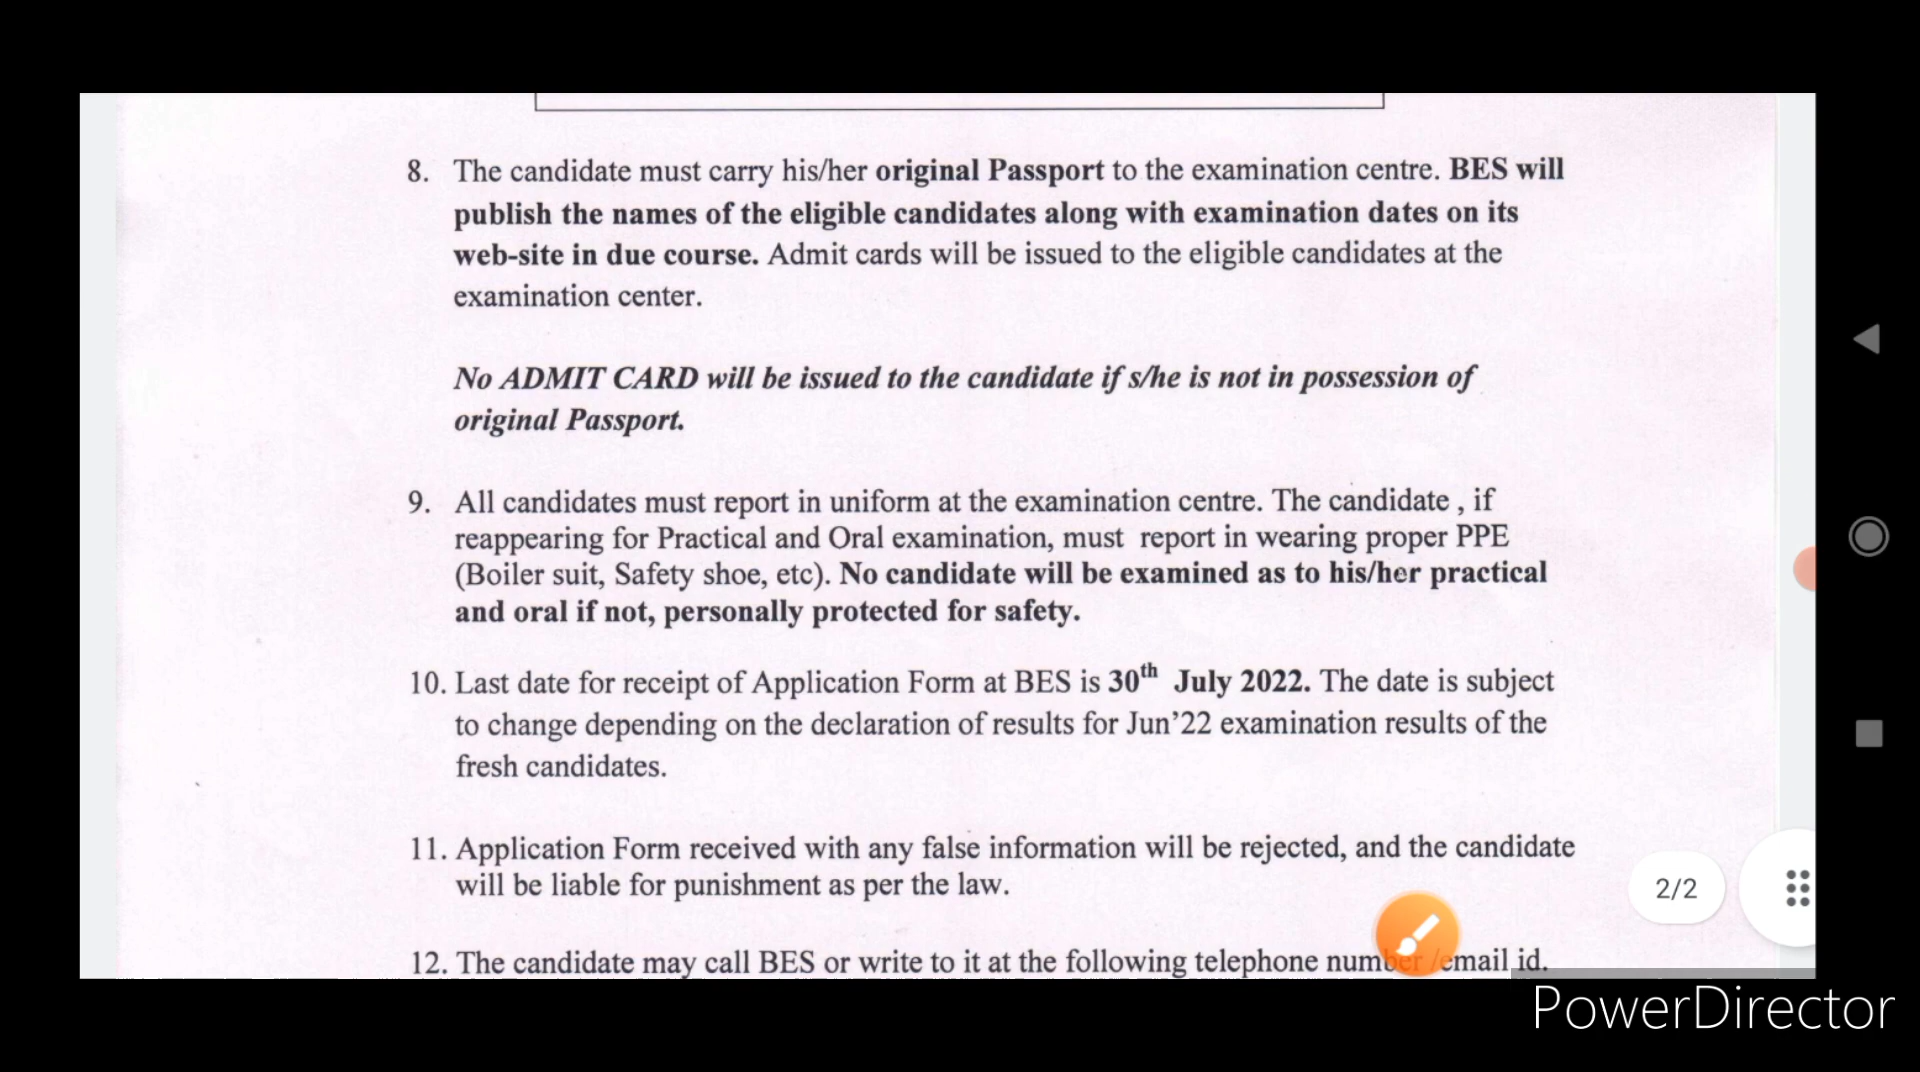 8. The candidate must carry his/her original Passport to the examination centre. BES will
publish the names of the eligible candidates along with examination dates on its
web-site in due course. Admit cards will be issued to the eligible candidates at the
examination center.
No ADMIT CARD will be issued to the candidate if s/he is not in possession of
original Passport.
9. All candidates must report in uniform at the examination centre. The candidate , if
reappearing for Practical and Oral examination, must report in wearing proper PPE
(Boiler suit, Safety shoe, etc). No candidate will be examined as to his/her practical
and oral if not, personally protected for safety.
10. Last date for receipt of Application Form at BES is 30th July 2022. The date is subject
to change depending on the declaration of results for Jun'22 examination results of the
fresh candidates.
11. Application Form received with any false information will be rejected, and the candidate
will be liable for punishment as per the law.
2/2
12. The candidate may call BES or write to it at the following telephone number /email id.
PowerDirector